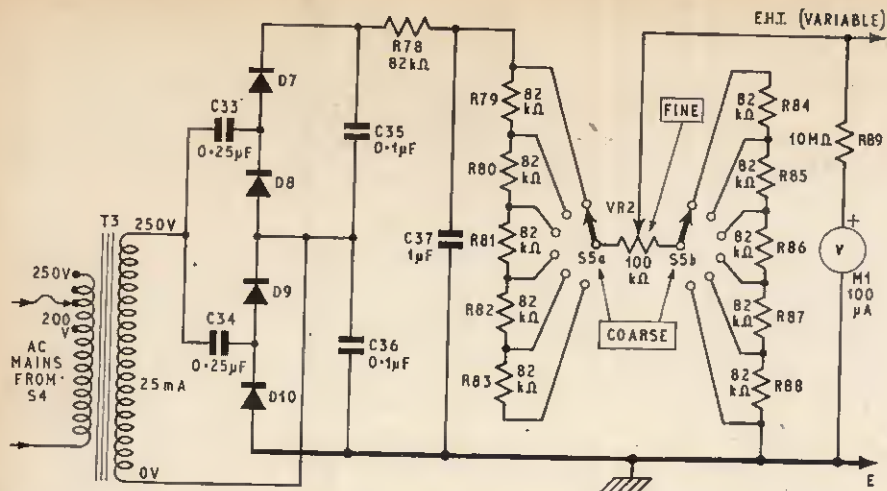 E.H.T. (VARIABLE)
R78
82kΩ
D7
R79
82
kΩ
FINE
82
kΩ
R84
C33
0·25μF
C35
0·1μF
R80
82
kΩ
10MΩ
R89
D8
82
kΩ
R85
T3
250V
VR2
250V
C37
1μF
R81
82
kΩ
S5a
100
kΩ
S5b
82
kΩ
R86
+
V
M1
100
μA
D9
200
V
C34
0·25μF
C36
0·1μF
R82
82
kΩ
COARSE
82
kΩ
R87
AC
MAINS
FROM
S4
25mA
D10
R83
82
kΩ
82
kΩ
R88
0V
E